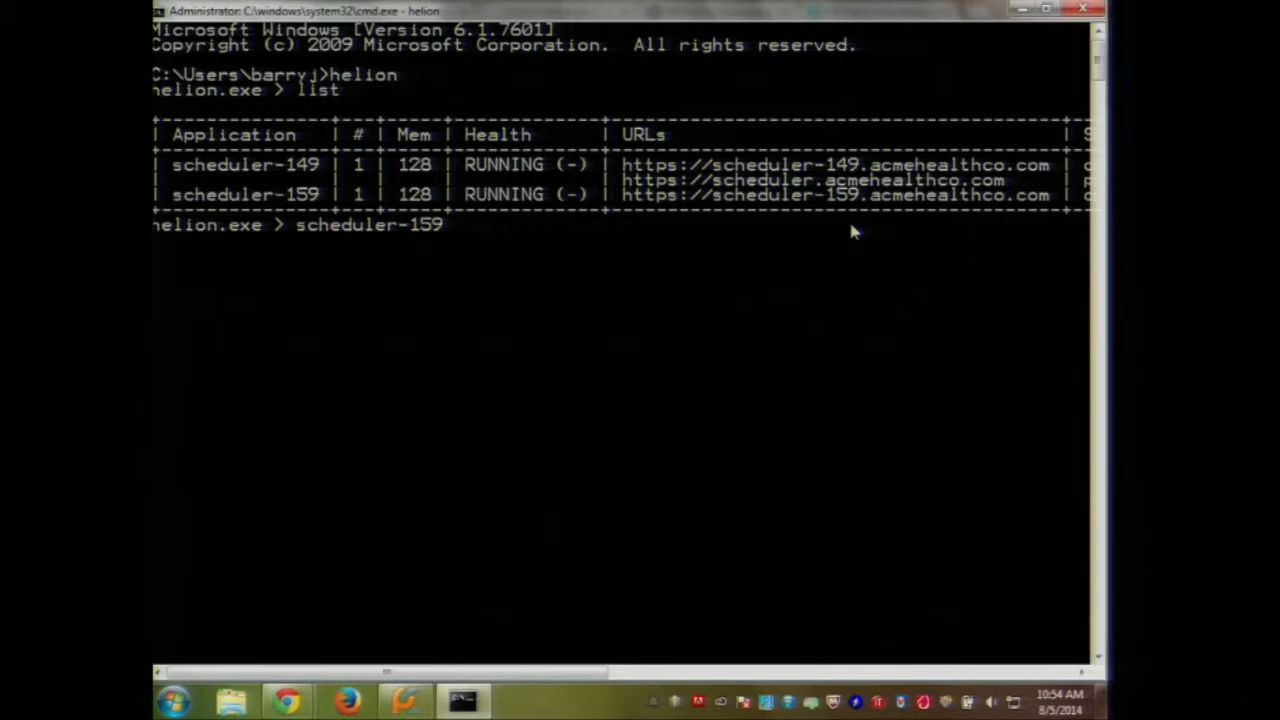 Administrator: C:\windows\system32\cmd.exe - helion
Microsoft Windows [Version 6.1.7601]
Copyright (c) 2009 Microsoft Corporation.  All rights reserved.
C:\Users\barryj>helion
helion.exe > list
| Application | # | Mem | Health | URLs | S
| scheduler-149 | 1 | 128 | RUNNING (-) | https://scheduler-149.acmehealthco.com |
https://scheduler.acmehealthco.com
| scheduler-159 | 1 | 128 | RUNNING (-) | https://scheduler-159.acmehealthco.com |
helion.exe > scheduler-159
10:54 AM
8/5/2014